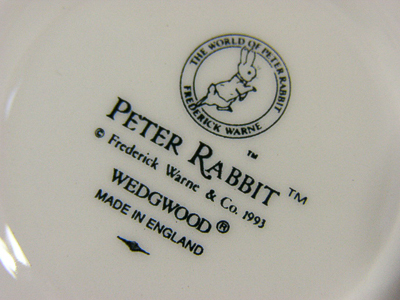 THE WORLD OF PETER RABBIT
FREDERICK WARNE
TM
PETER RABBIT TM
© Frederick Warne & Co. 1993
WEDGWOOD ®
MADE IN ENGLAND